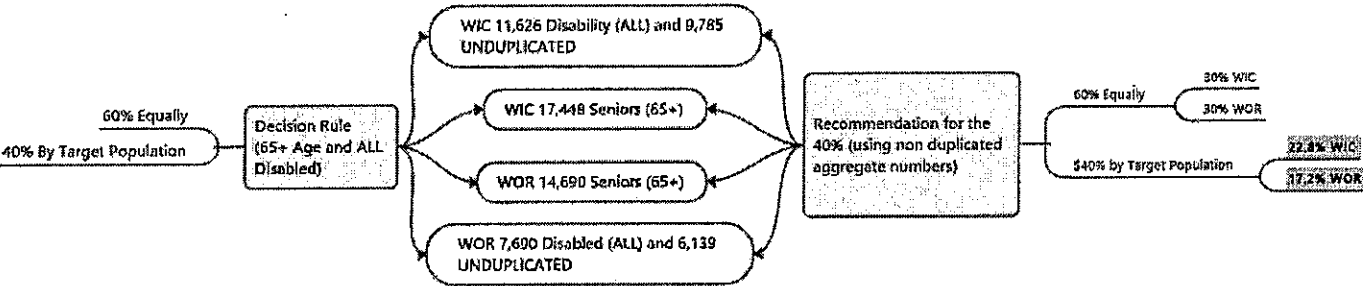 60% Equally
40% By Target Population
Decision Rule
(65+ Age and ALL
Disabled)
WIC 11,626 Disability (ALL) and 9,785
UNDUPLICATED
WIC 17,448 Seniors (65+)
WOR 14,690 Seniors (65+)
WOR 7,690 Disabled (ALL) and 6,139
UNDUPLICATED
Recommendation for the
40% (using non duplicated
aggregate numbers)
60% Equally
30% WIC
30% WOR
$40% by Target Population
22.8% WIC
17.2% WOR